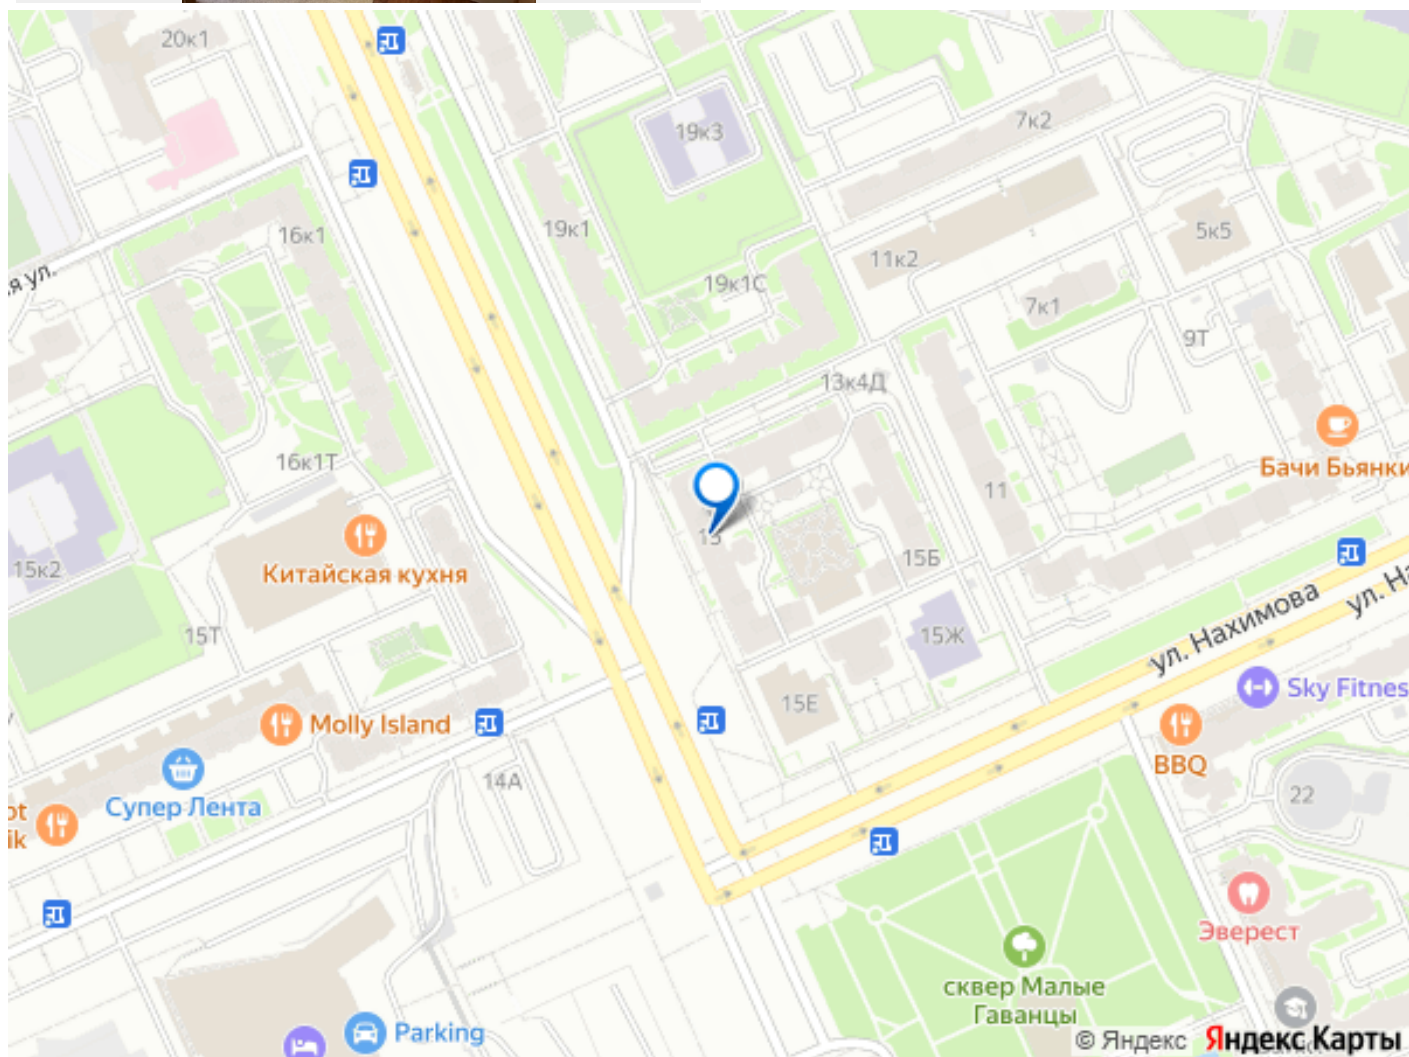 20к1
19к3
7к2
16к1
19к1
5к5
11к2
я ул.
19к1С
7к1
9Т
13к4Д
16к1Т
Бачи Бьянки
11
15к2
Китайская кухня
15Б
ул. Нахимова
15Т
15Ж
Sky Fitnes
15Е
Molly Island
BBQ
14А
22
Супер Лента
ot
ik
Эверест
сквер Малые
Гаванцы
Parking
© Яндекс Яндекс Карты